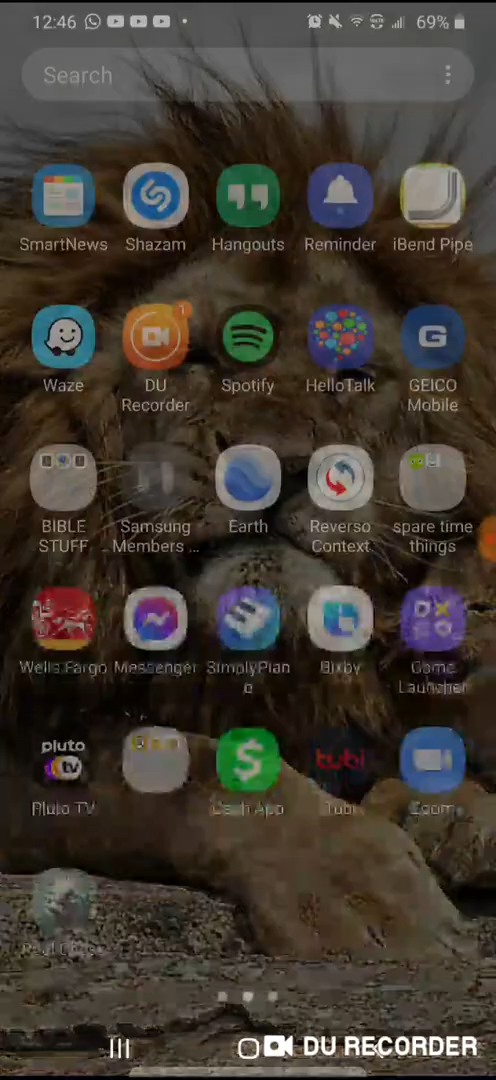 12:46
69%
Search
SmartNews Shazam Hangouts Reminder iBend Pipe
Waze DU Recorder Spotify HelloTalk G GEICO Mobile
BIBLE STUFF Samsung Members ... Earth Reverso Context spare time things
Wells Fargo Messenger SimplyPiano Bixby Game Launcher
pluto tv tubi
Pluto TV Cash App Tubi Zoom
DU RECORDER